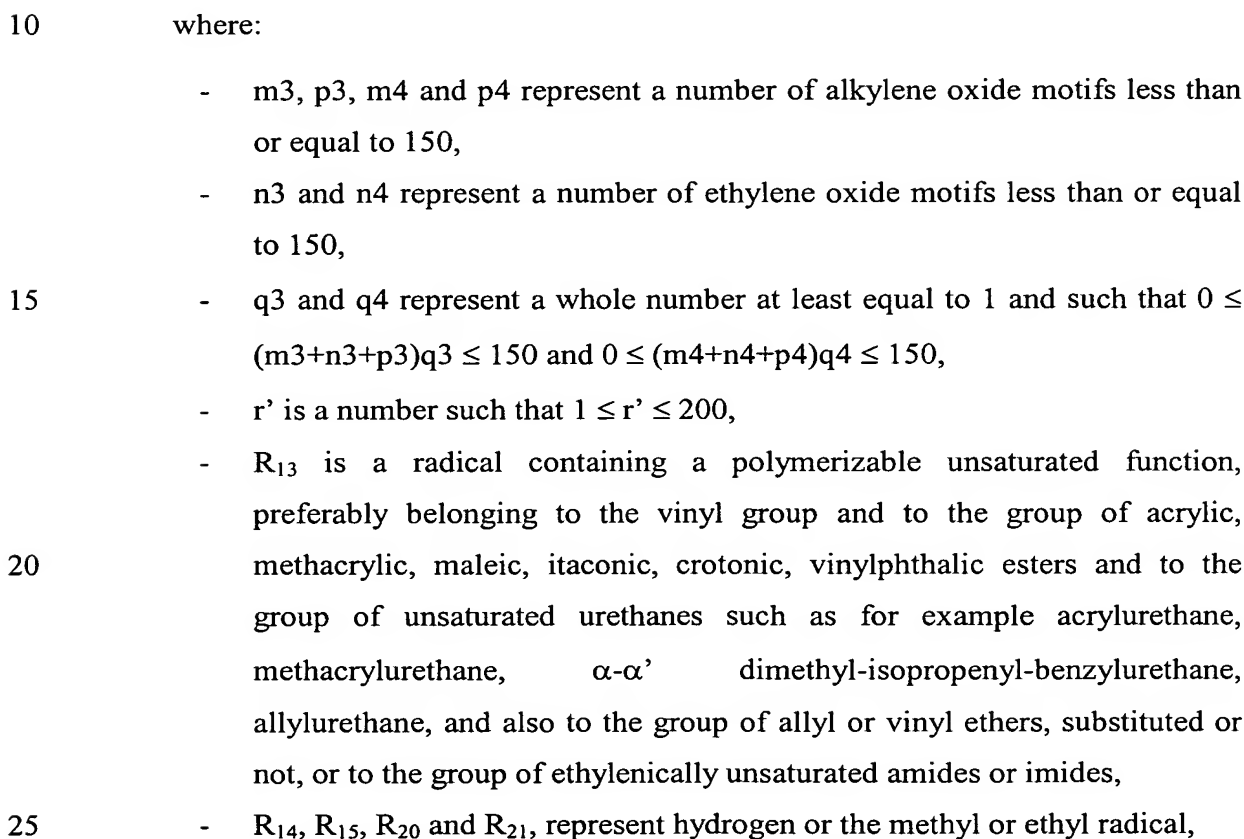 10 where:
- m3, p3, m4 and p4 represent a number of alkylene oxide motifs less than
or equal to 150,
- n3 and n4 represent a number of ethylene oxide motifs less than or equal
to 150,
15 - q3 and q4 represent a whole number at least equal to 1 and such that 0 ≤
(m3+n3+p3)q3 ≤ 150 and 0 ≤ (m4+n4+p4)q4 ≤ 150,
- r' is a number such that 1 ≤ r' ≤ 200,
- R₁₃ is a radical containing a polymerizable unsaturated function,
preferably belonging to the vinyl group and to the group of acrylic,
20 methacrylic, maleic, itaconic, crotonic, vinylphthalic esters and to the
group of unsaturated urethanes such as for example acrylurethane,
methacrylurethane, α-α' dimethyl-isopropenyl-benzylurethane,
allylurethane, and also to the group of allyl or vinyl ethers, substituted or
not, or to the group of ethylenically unsaturated amides or imides,
25 - R₁₄, R₁₅, R₂₀ and R₂₁, represent hydrogen or the methyl or ethyl radical,